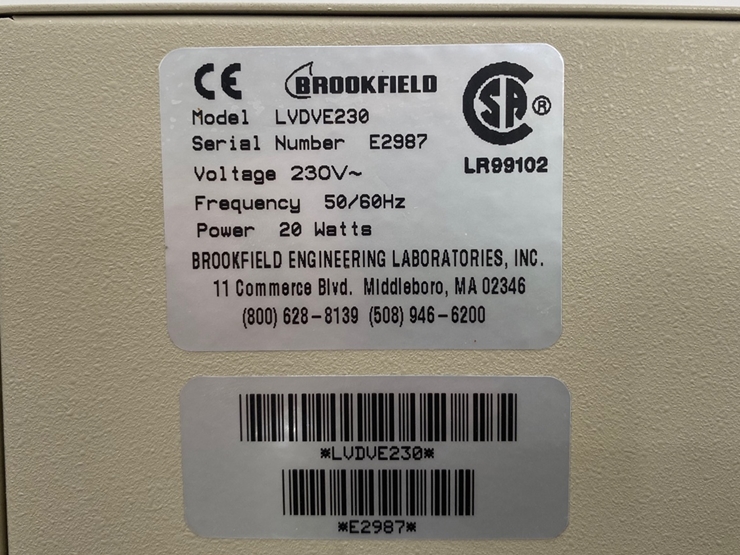 CE BROOKFIELD
Model LVDVE230
Serial Number E2987
SA ®
LR99102
Voltage 230V~
Frequency 50/60Hz
Power 20 Watts
BROOKFIELD ENGINEERING LABORATORIES, INC.
11 Commerce Blvd. Middleboro, MA 02346
(800) 628-8139 (508) 946-6200
*LVDVE230*
*E2987*